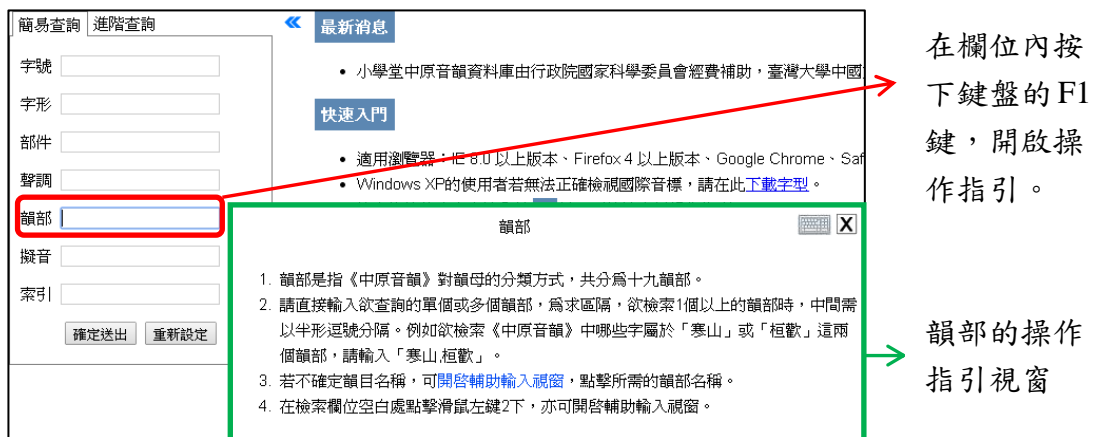 簡易查詢 進階查詢
字號
字形
部件
聲調
韻部
擬音
索引
確定送出 重新設定
最新消息
• 小學堂中原音韻資料庫由行政院國家科學委員會經費補助，臺灣大學中國
快速入門
• 適用瀏覽器：IE 8.0 以上版本、Firefox 4 以上版本、Google Chrome、Saf
• Windows XP的使用者若無法正確檢視國際音標，請在此下載字型。
韻部
X
1. 韻部是指《中原音韻》對韻母的分類方式，共分爲十九韻部。
2. 請直接輸入欲查詢的單個或多個韻部，爲求區隔，欲檢索1個以上的韻部時，中間需
以半形逗號分隔。例如欲檢索《中原音韻》中哪些字屬於「寒山」或「桓歡」這兩
個韻部，請輸入「寒山,桓歡」。
3. 若不確定韻目名稱，可開啓輔助輸入視窗，點擊所需的韻部名稱。
4. 在檢索欄位空白處點擊滑鼠左鍵2下，亦可開啓輔助輸入視窗。
在欄位內按
下鍵盤的 F1
鍵，開啟操
作指引。
韻部的操作
指引視窗